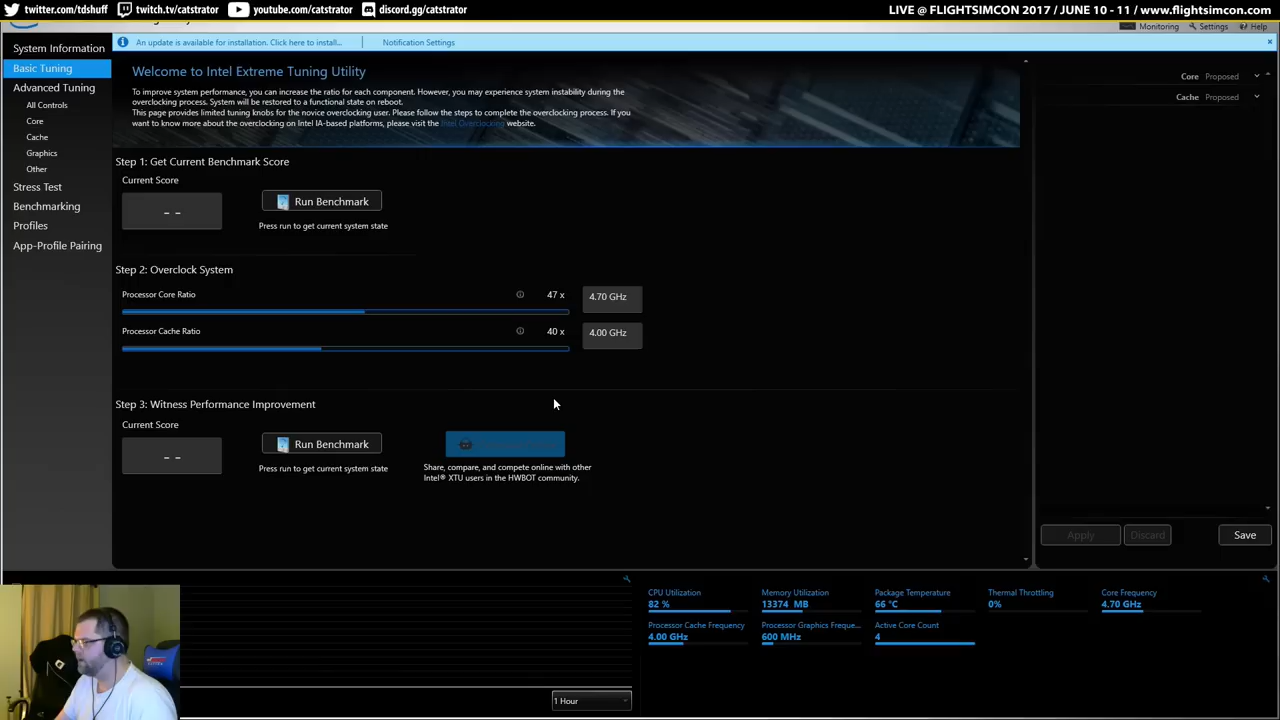 twitter.com/tdshuff
twitch.tv/catstrator
youtube.com/catstrator
discord.gg/catstrator
LIVE @ FLIGHTSIMCON 2017 / JUNE 10 - 11 / www.flightsimcon.com
Monitoring
Settings
Help
An update is available for installation. Click here to install...
Notification Settings
System Information
Basic Tuning
Advanced Tuning
All Controls
Core
Cache
Graphics
Other
Stress Test
Benchmarking
Profiles
App-Profile Pairing
Welcome to Intel Extreme Tuning Utility
To improve system performance, you can increase the ratio for each component. However, you may experience system instability during the
overclocking process. System will be restored to a functional state on reboot.
This page provides limited tuning knobs for the novice overclocking user. Please follow the steps to complete the overclocking process. If you
want to know more about the overclocking on Intel IA-based platforms, please visit the Intel Overclocking website.
Step 1: Get Current Benchmark Score
Current Score
- -
Run Benchmark
Press run to get current system state
Step 2: Overclock System
Processor Core Ratio
47 x
4.70 GHz
Processor Cache Ratio
40 x
4.00 GHz
Step 3: Witness Performance Improvement
Current Score
- -
Run Benchmark
Press run to get current system state
Share, compare, and compete online with other
Intel® XTU users in the HWBOT community.
Core Proposed
Cache Proposed
Apply
Discard
Save
CPU Utilization
82 %
Memory Utilization
13374 MB
Package Temperature
66 °C
Thermal Throttling
0%
Core Frequency
4.70 GHz
Processor Cache Frequency
4.00 GHz
Processor Graphics Freque...
600 MHz
Active Core Count
4
1 Hour